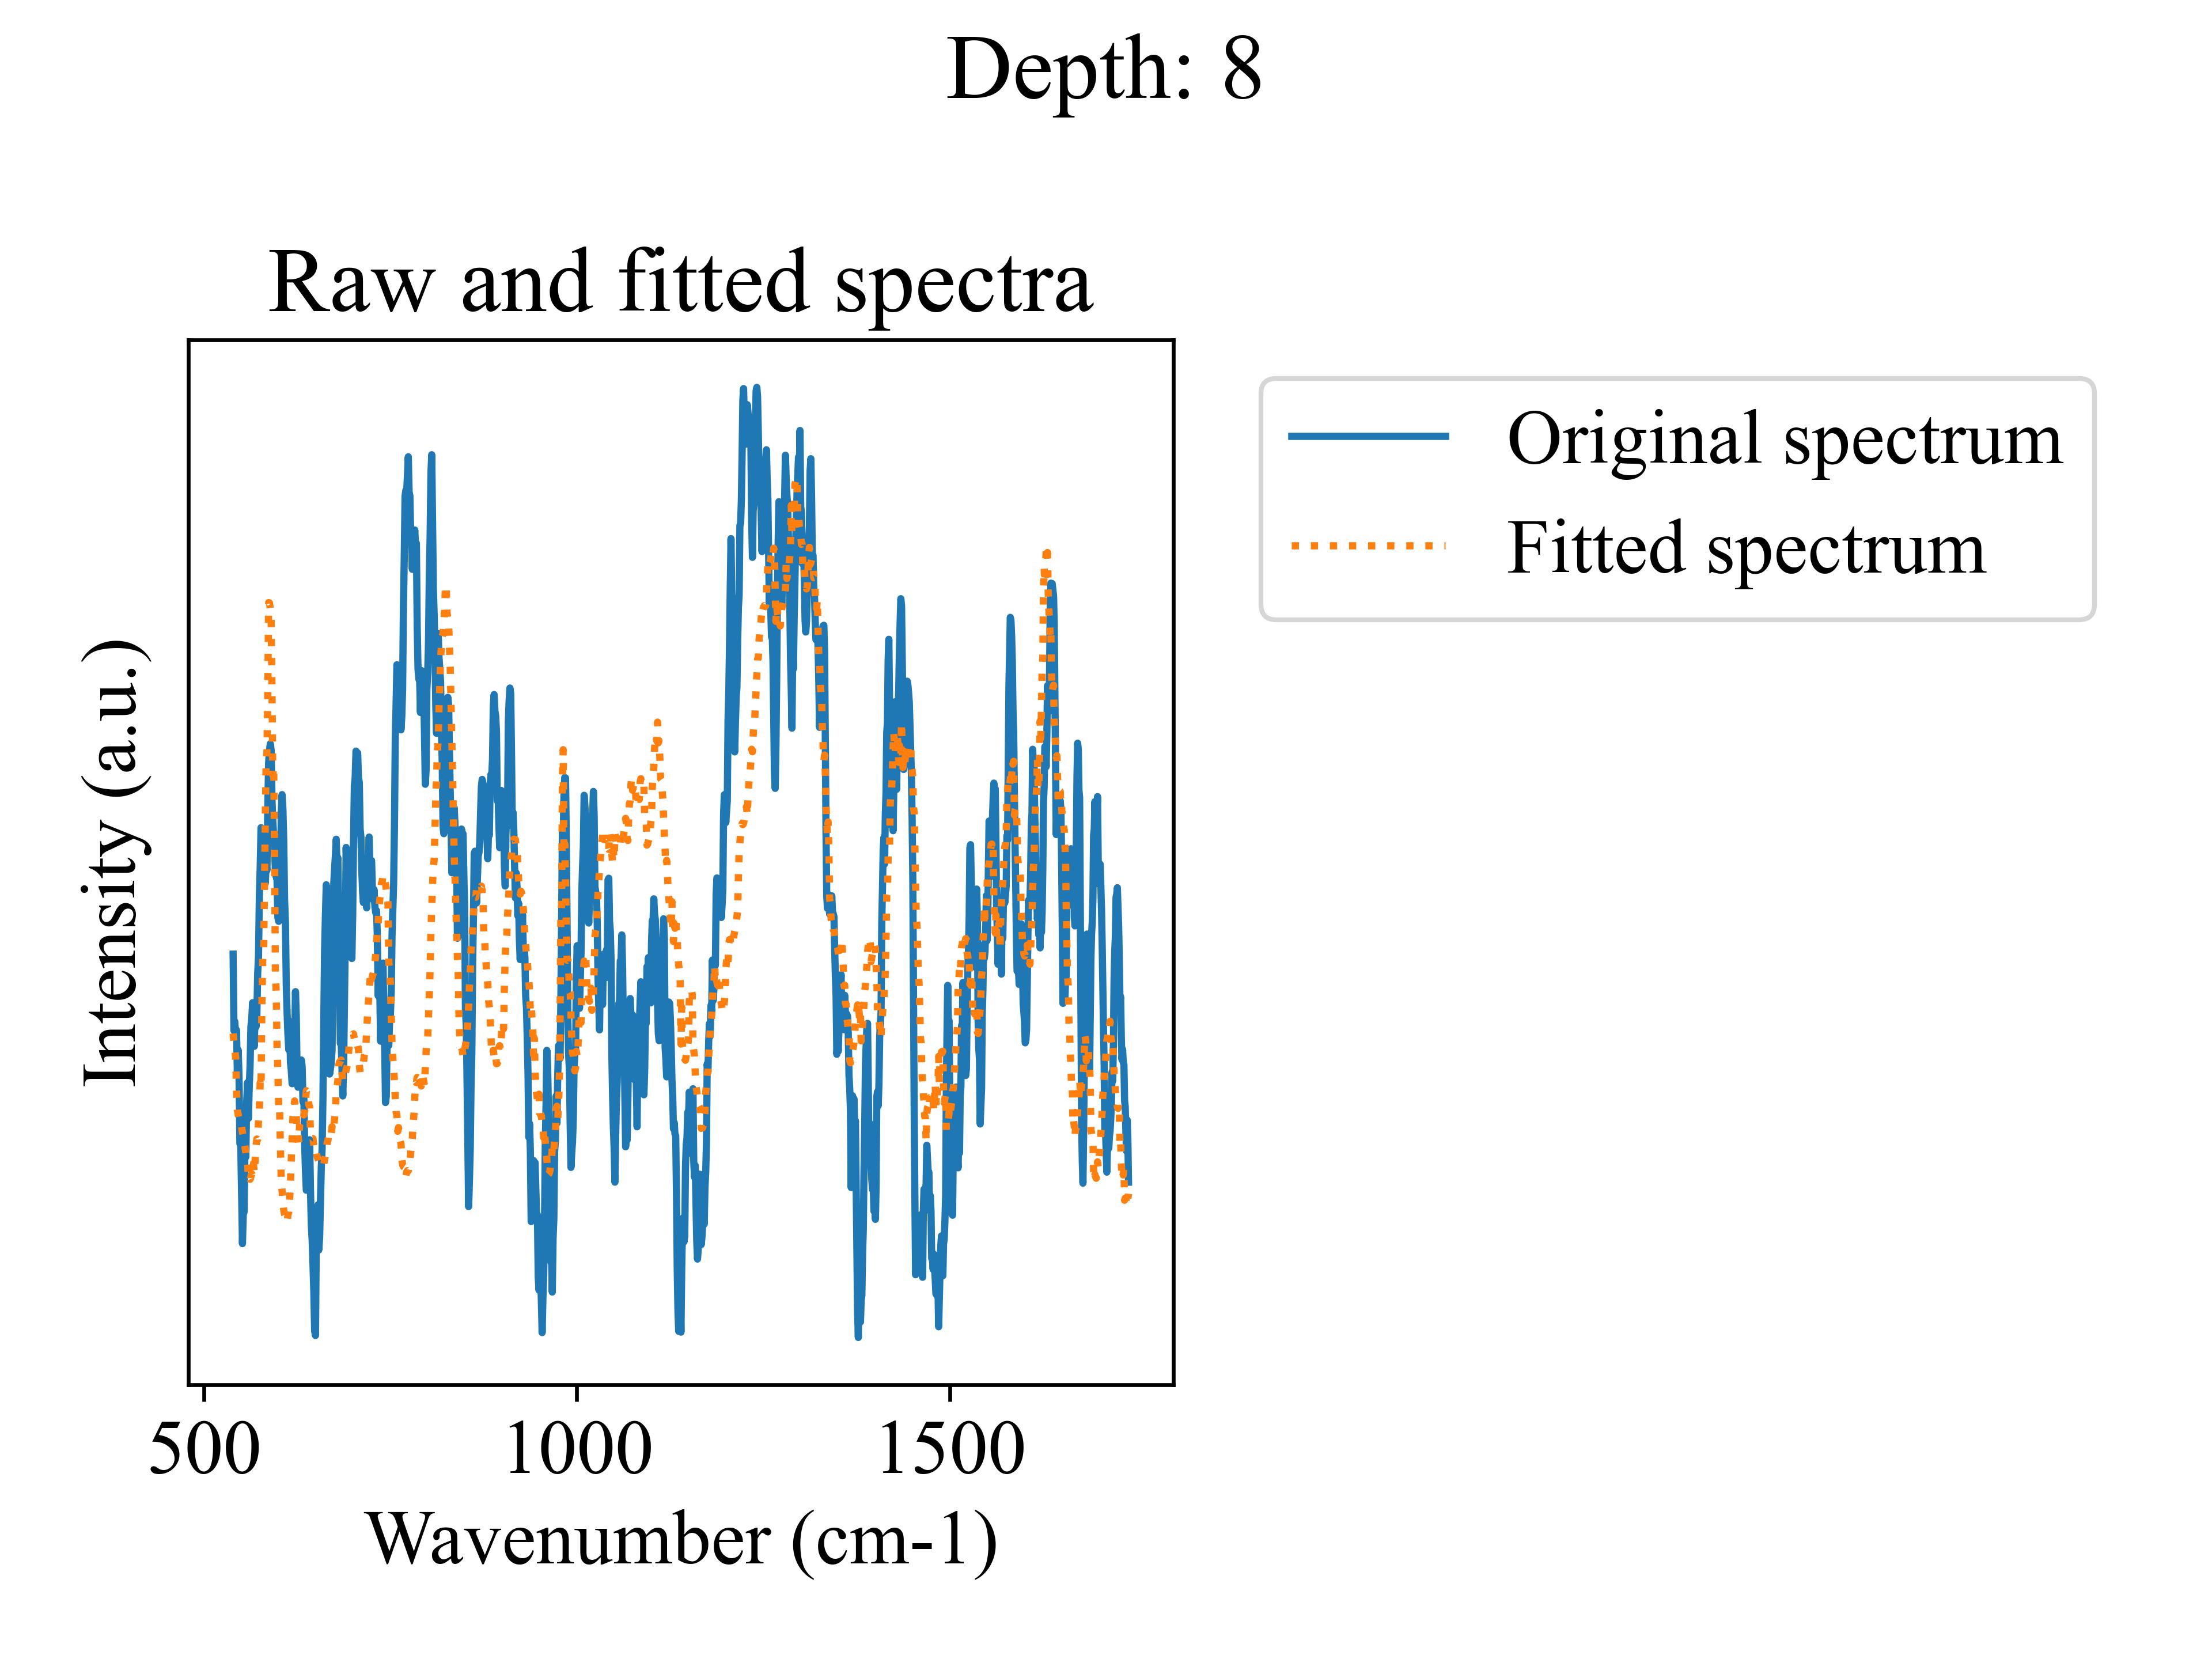 Depth: 8
Raw and fitted spectra
Original spectrum
Fitted spectrum
Intensity (a.u.)
500 1000 1500
Wavenumber (cm-1)